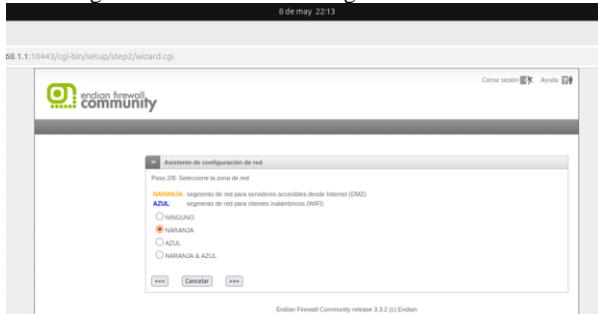 8 de may 22:13
68.1.1:10443/cgi-bin/setup/step2/wizard.cgi
Cerrar sesión Ayuda
endian firewall
community
>> Asistente de configuración de red
Paso 2/8: Seleccione la zona de red
NARANJA: segmento de red para servidores accesibles desde Internet (DMZ)
AZUL: segmento de red para clientes inalámbricos (WIFI)
NINGUNO
NARANJA
AZUL
NARANJA & AZUL
<<< Cancelar >>>
Endian Firewall Community release 3.3.2 (c) Endian